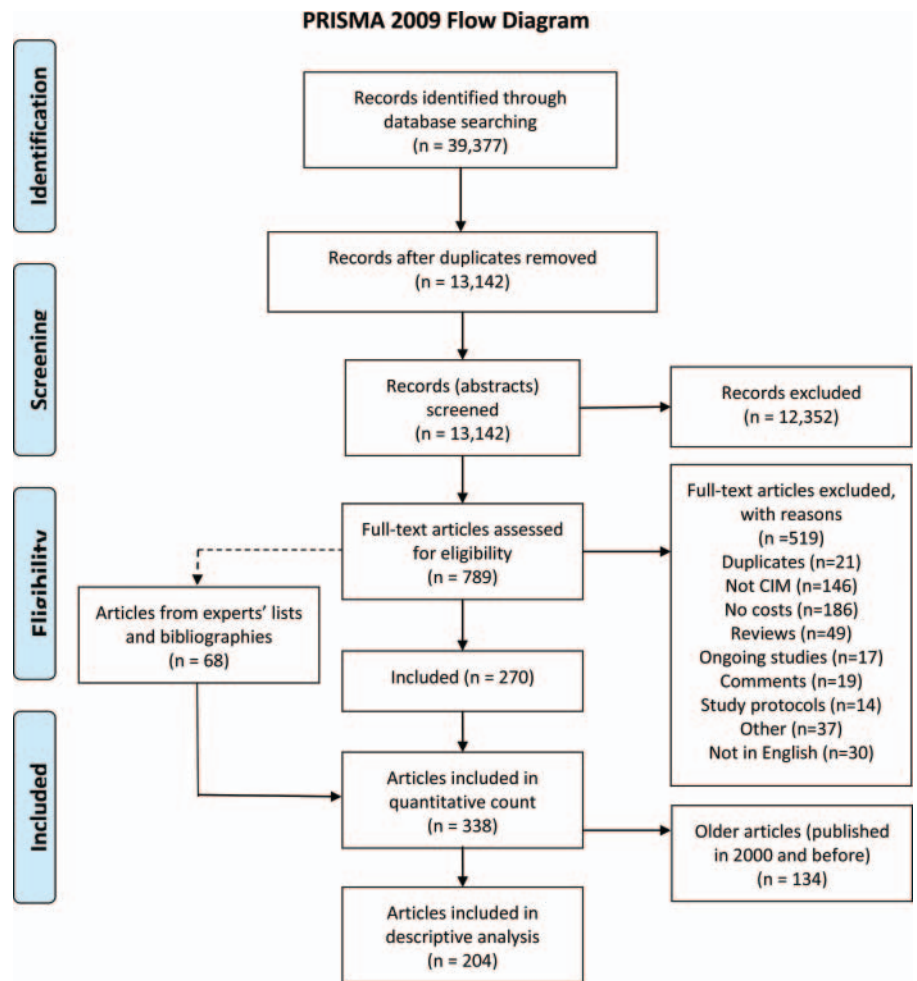 PRISMA 2009 Flow Diagram
Identification
Records identified through
database searching
(n = 39,377)
Records after duplicates removed
(n = 13,142)
Screening
Records (abstracts)
screened
(n = 13,142)
Records excluded
(n = 12,352)
Eligibility
Full-text articles assessed
for eligibility
(n = 789)
Full-text articles excluded,
with reasons
(n =519)
Duplicates (n=21)
Not CIM (n=146)
No costs (n=186)
Reviews (n=49)
Ongoing studies (n=17)
Comments (n=19)
Study protocols (n=14)
Other (n=37)
Not in English (n=30)
Articles from experts' lists
and bibliographies
(n = 68)
Included (n = 270)
Included
Articles included in
quantitative count
(n = 338)
Older articles (published
in 2000 and before)
(n = 134)
Articles included in
descriptive analysis
(n = 204)